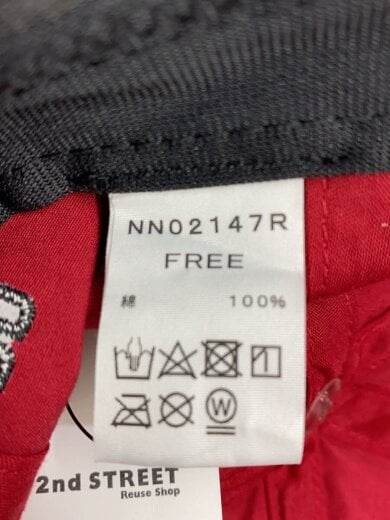 NN02147R
FREE
綿 100%
W
2nd STREET
Reuse Shop